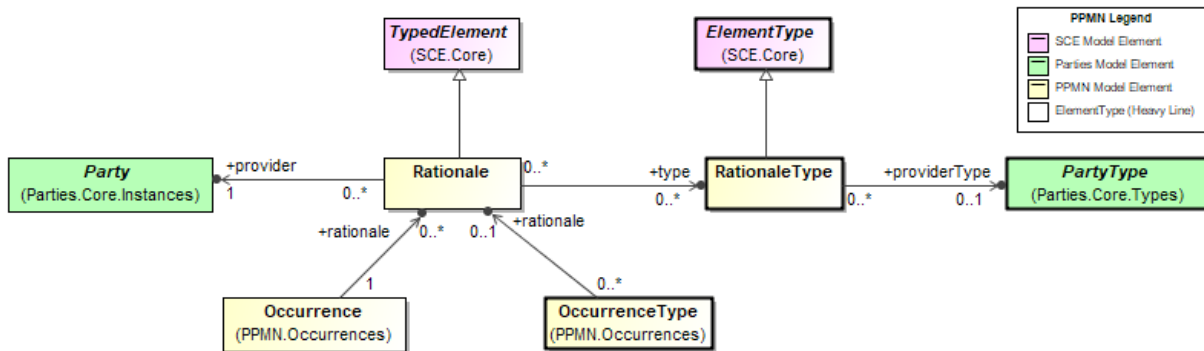 TypedElement
(SCE.Core)
ElementType
(SCE.Core)
PPMN Legend
SCE Model Element
Parties Model Element
PPMN Model Element
ElementType (Heavy Line)
Party
(Parties.Core.Instances)
+provider
1
0..*
Rationale
0..*
+type
0..*
RationaleType
+providerType
0..*
0..1
PartyType
(Parties.Core.Types)
+rationale
0..*
0..1
+rationale
1
0..*
Occurrence
(PPMN.Occurrences)
OccurrenceType
(PPMN.Occurrences)